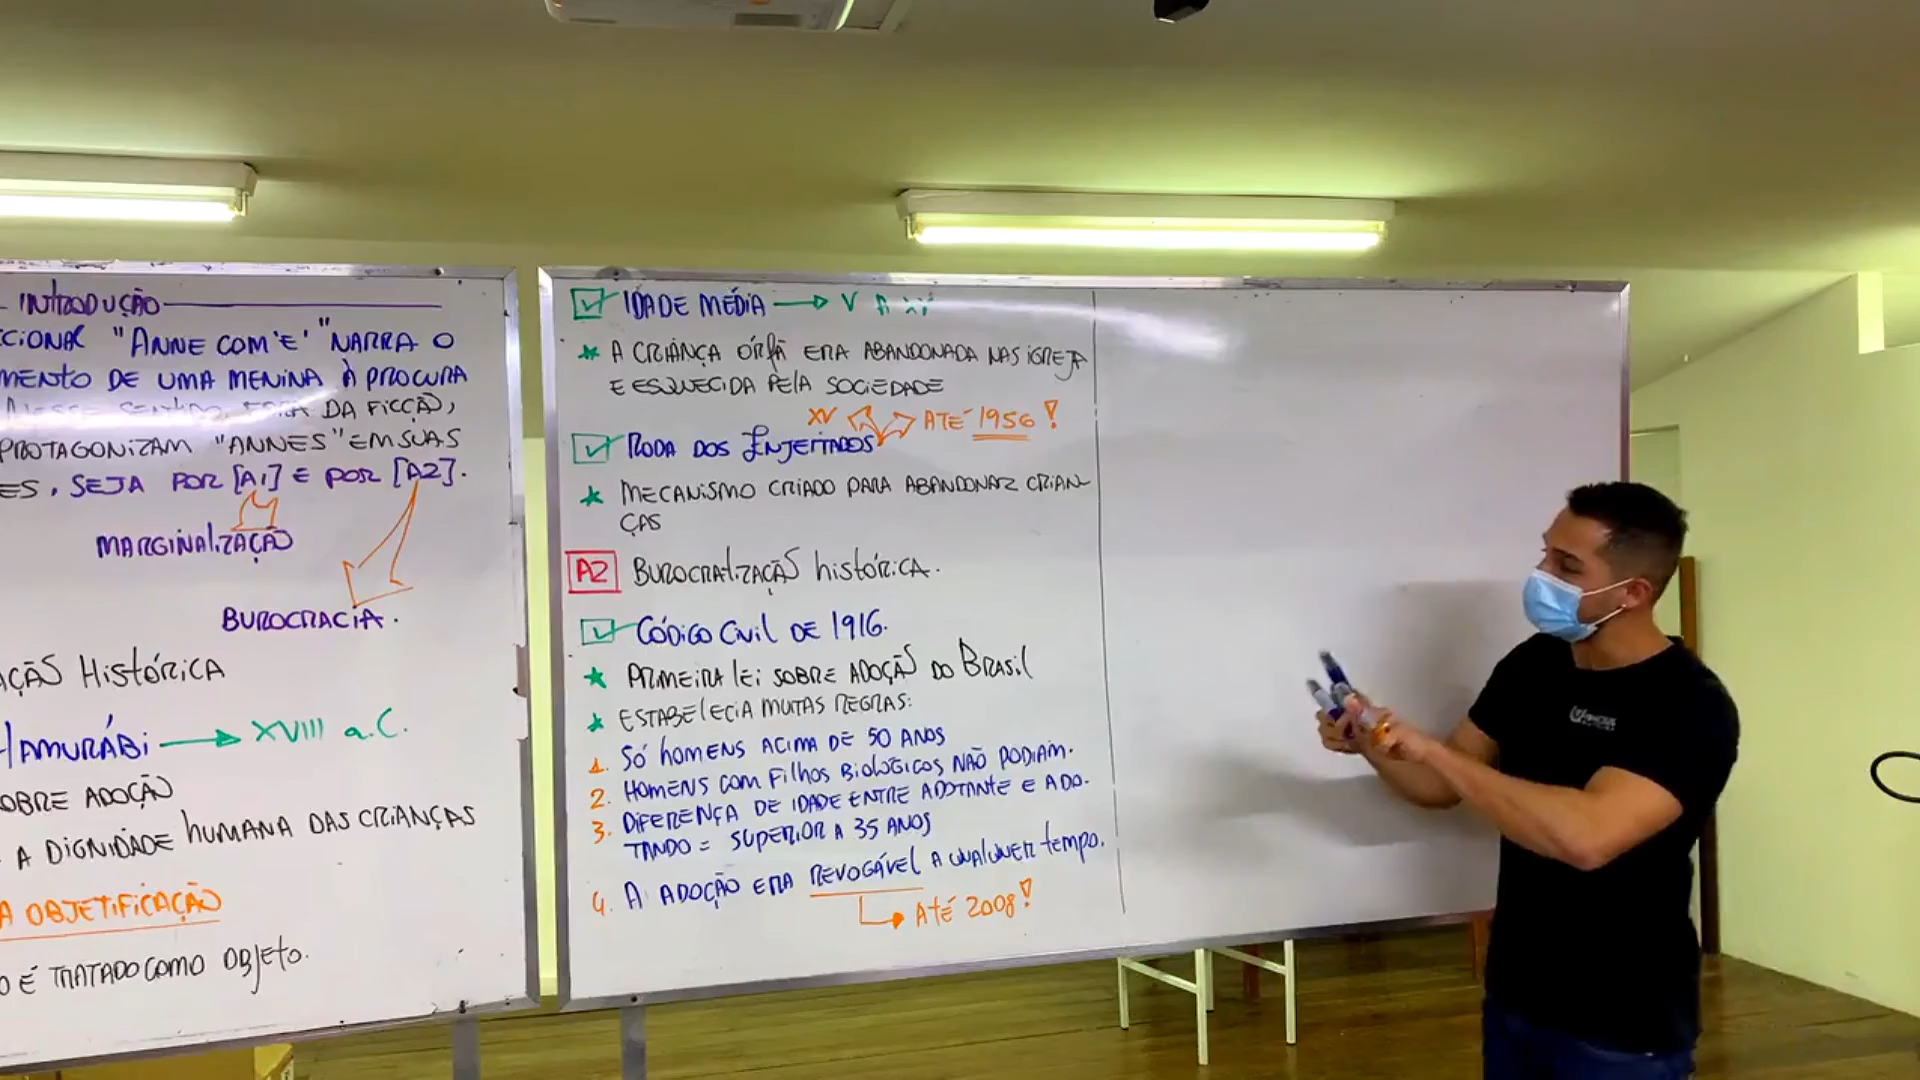 INTRODUÇÃO
CIONAL "ANNE COM 'E'" NARRA O
MENTO DE UMA MENINA À PROCURA
FORA DA FICÇÃO,
PROTAGONIZAM "ANNES" EM SUAS
ES, SEJA POR [A1] E POR [A2].
MARGINALIZAÇÃO
BUROCRACIA.
AÇÃO HISTÓRICA
HAMURÁBI → XVIII a.C.
OBRE ADOÇÃO
A DIGNIDADE HUMANA DAS CRIANÇAS
A OBJETIFICAÇÃO
O É TRATADO COMO OBJETO.
IDADE MÉDIA → V A XV
A CRIANÇA ÓRFÃ ERA ABANDONADA NAS IGREJA
E ESQUECIDA PELA SOCIEDADE
XV ATÉ 1956!
RODA DOS ENJEITADOS
MECANISMO CRIADO PARA ABANDONAR CRIAN-
ÇAS
A2 BUROCRATIZAÇÃO HISTÓRICA.
CÓDIGO CIVIL DE 1916.
PRIMEIRA LEI SOBRE ADOÇÃO DO BRASIL
ESTABELECIA MUTAS REGRAS:
1. SÓ HOMENS ACIMA DE 50 ANOS
2. HOMENS COM FILHOS BIOLÓGICOS NÃO PODIAM.
3. DIFERENÇA DE IDADE ENTRE ADOTANTE E ADO-
TANDO = SUPERIOR A 35 ANOS
4. A ADOÇÃO ERA REVOGÁVEL A QUALQUER TEMPO.
ATÉ 2008!